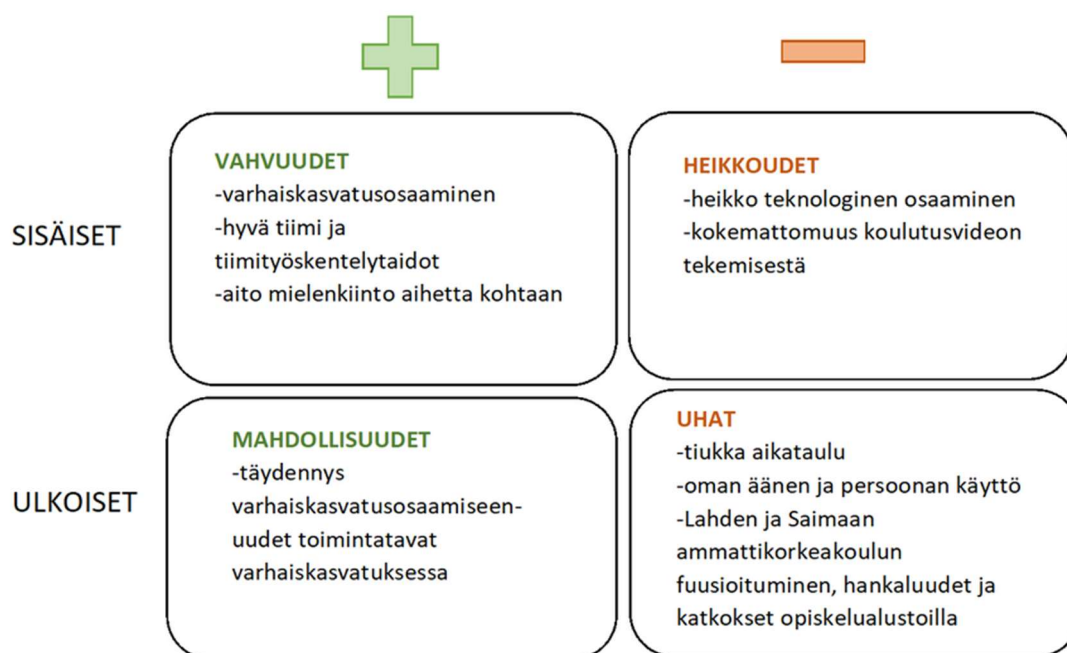 SISÄISET
VAHVUUDET
-varhaiskasvatusosaaminen
-hyvä tiimi ja
tiimityöskentelytaidot
-aito mielenkiinto aihetta kohtaan
HEIKKOUDET
-heikko teknologinen osaaminen
-kokemattomuus koulutusvideon
tekemisestä
ULKOISET
MAHDOLLISUUDET
-täydennys
varhaiskasvatusosaamiseen-
uudet toimintatavat
varhaiskasvatuksessa
UHAT
-tiukka aikataulu
-oman äänen ja persoonan käyttö
-Lahden ja Saimaan
ammattikorkeakoulun
fuusioituminen, hankaluudet ja
katkokset opiskelualustoilla